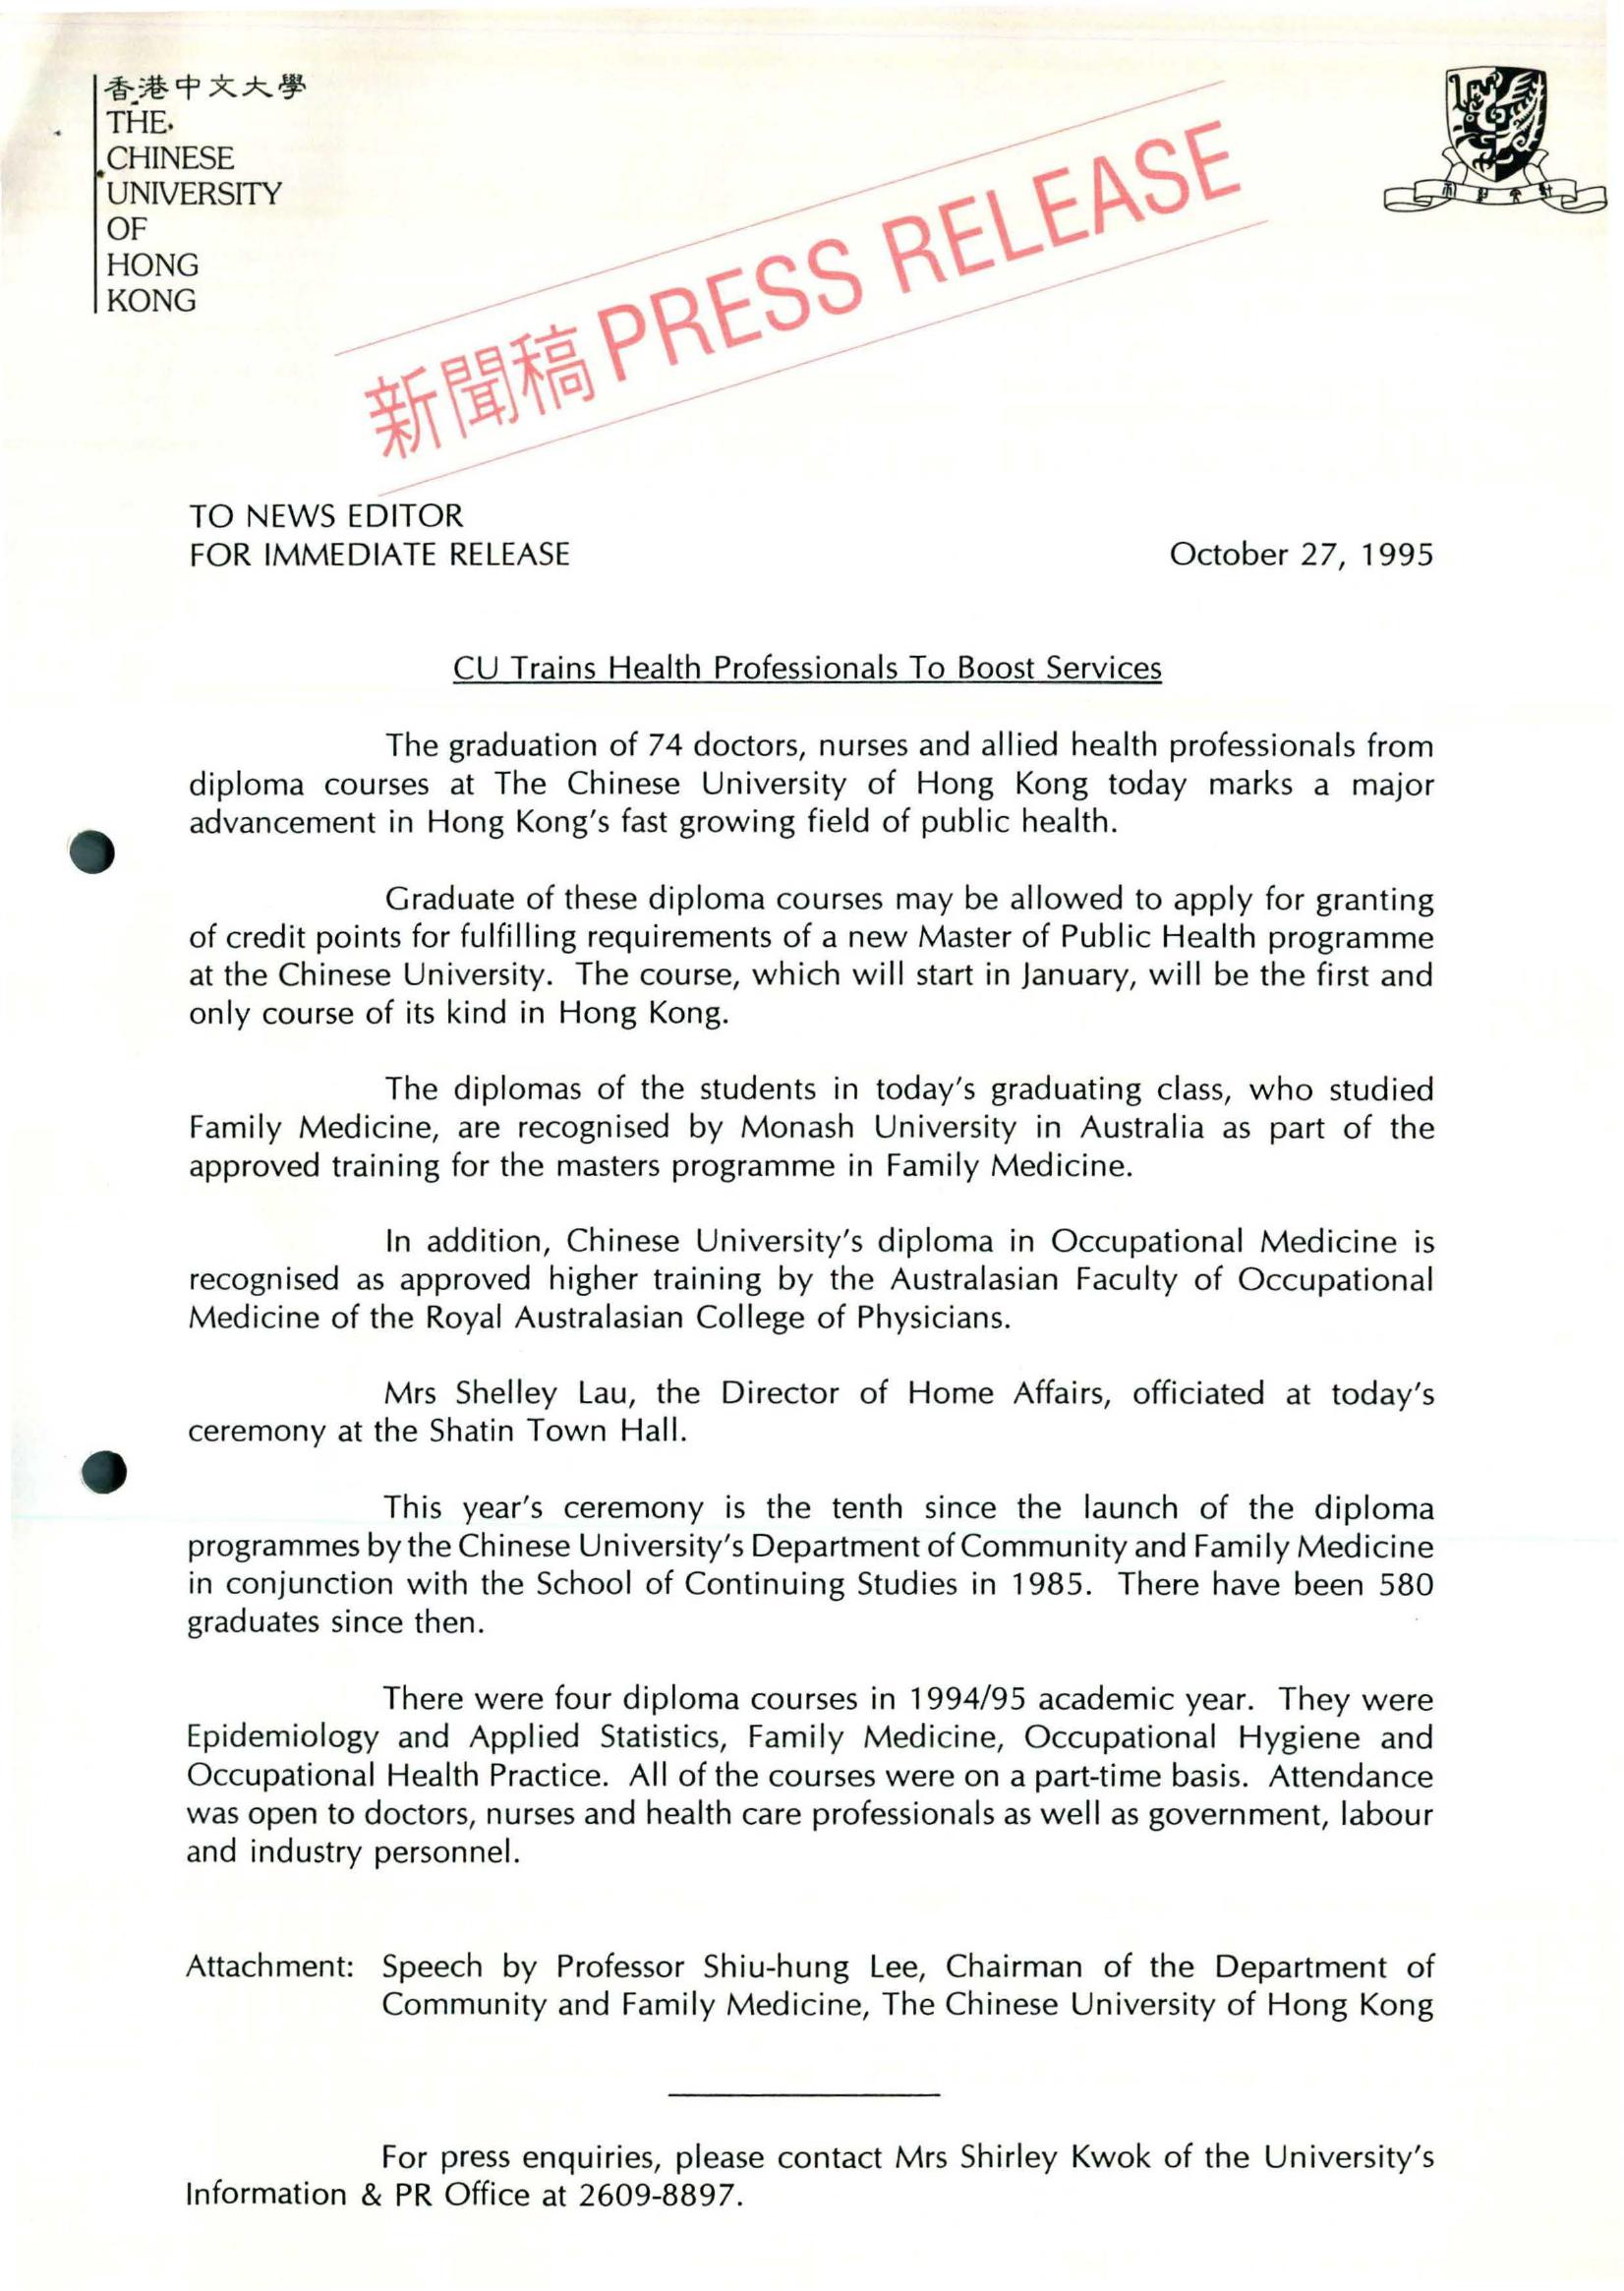 香港中文大學
THE
CHINESE
UNIVERSITY
OF
HONG
KONG
新聞稿 PRESS RELEASE
TO NEWS EDITOR
FOR IMMEDIATE RELEASE October 27, 1995
CU Trains Health Professionals To Boost Services
The graduation of 74 doctors, nurses and allied health professionals from
diploma courses at The Chinese University of Hong Kong today marks a major
advancement in Hong Kong's fast growing field of public health.
Graduate of these diploma courses may be allowed to apply for granting
of credit points for fulfilling requirements of a new Master of Public Health programme
at the Chinese University. The course, which will start in January, will be the first and
only course of its kind in Hong Kong.
The diplomas of the students in today's graduating class, who studied
Family Medicine, are recognised by Monash University in Australia as part of the
approved training for the masters programme in Family Medicine.
In addition, Chinese University's diploma in Occupational Medicine is
recognised as approved higher training by the Australasian Faculty of Occupational
Medicine of the Royal Australasian College of Physicians.
Mrs Shelley Lau, the Director of Home Affairs, officiated at today's
ceremony at the Shatin Town Hall.
This year's ceremony is the tenth since the launch of the diploma
programmes by the Chinese University's Department of Community and Family Medicine
in conjunction with the School of Continuing Studies in 1985. There have been 580
graduates since then.
There were four diploma courses in 1994/95 academic year. They were
Epidemiology and Applied Statistics, Family Medicine, Occupational Hygiene and
Occupational Health Practice. All of the courses were on a part-time basis. Attendance
was open to doctors, nurses and health care professionals as well as government, labour
and industry personnel.
Attachment: Speech by Professor Shiu-hung Lee, Chairman of the Department of
Community and Family Medicine, The Chinese University of Hong Kong
For press enquiries, please contact Mrs Shirley Kwok of the University's
Information & PR Office at 2609-8897.